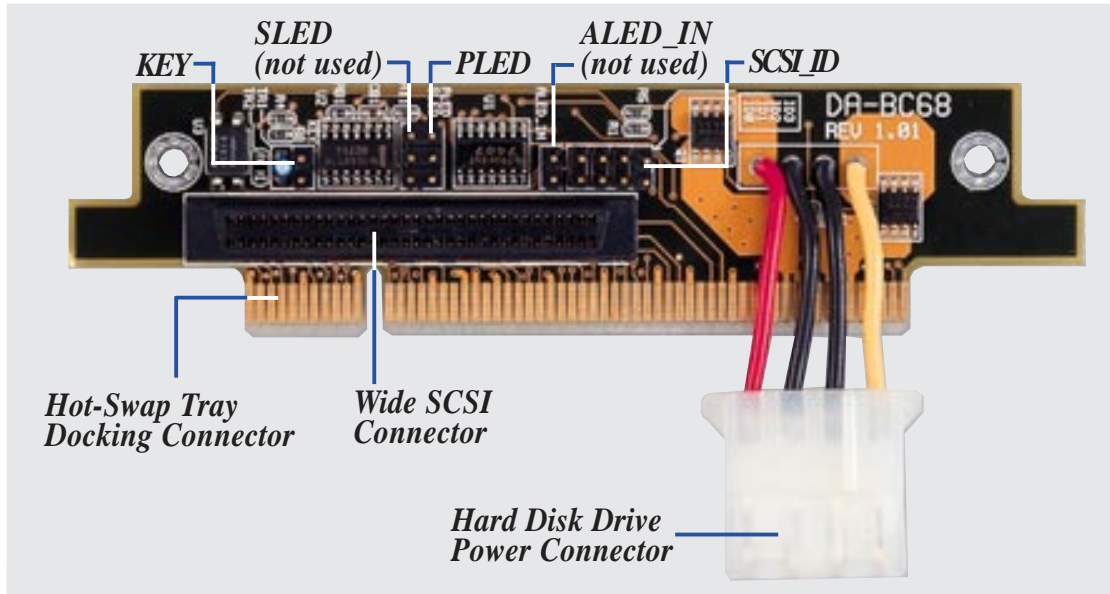 SLED
(not used)
ALED_IN
(not used)
KEY
PLED
SCSI_ID
DA-BC68
REV 1.01
Hot-Swap Tray
Docking Connector
Wide SCSI
Connector
Hard Disk Drive
Power Connector